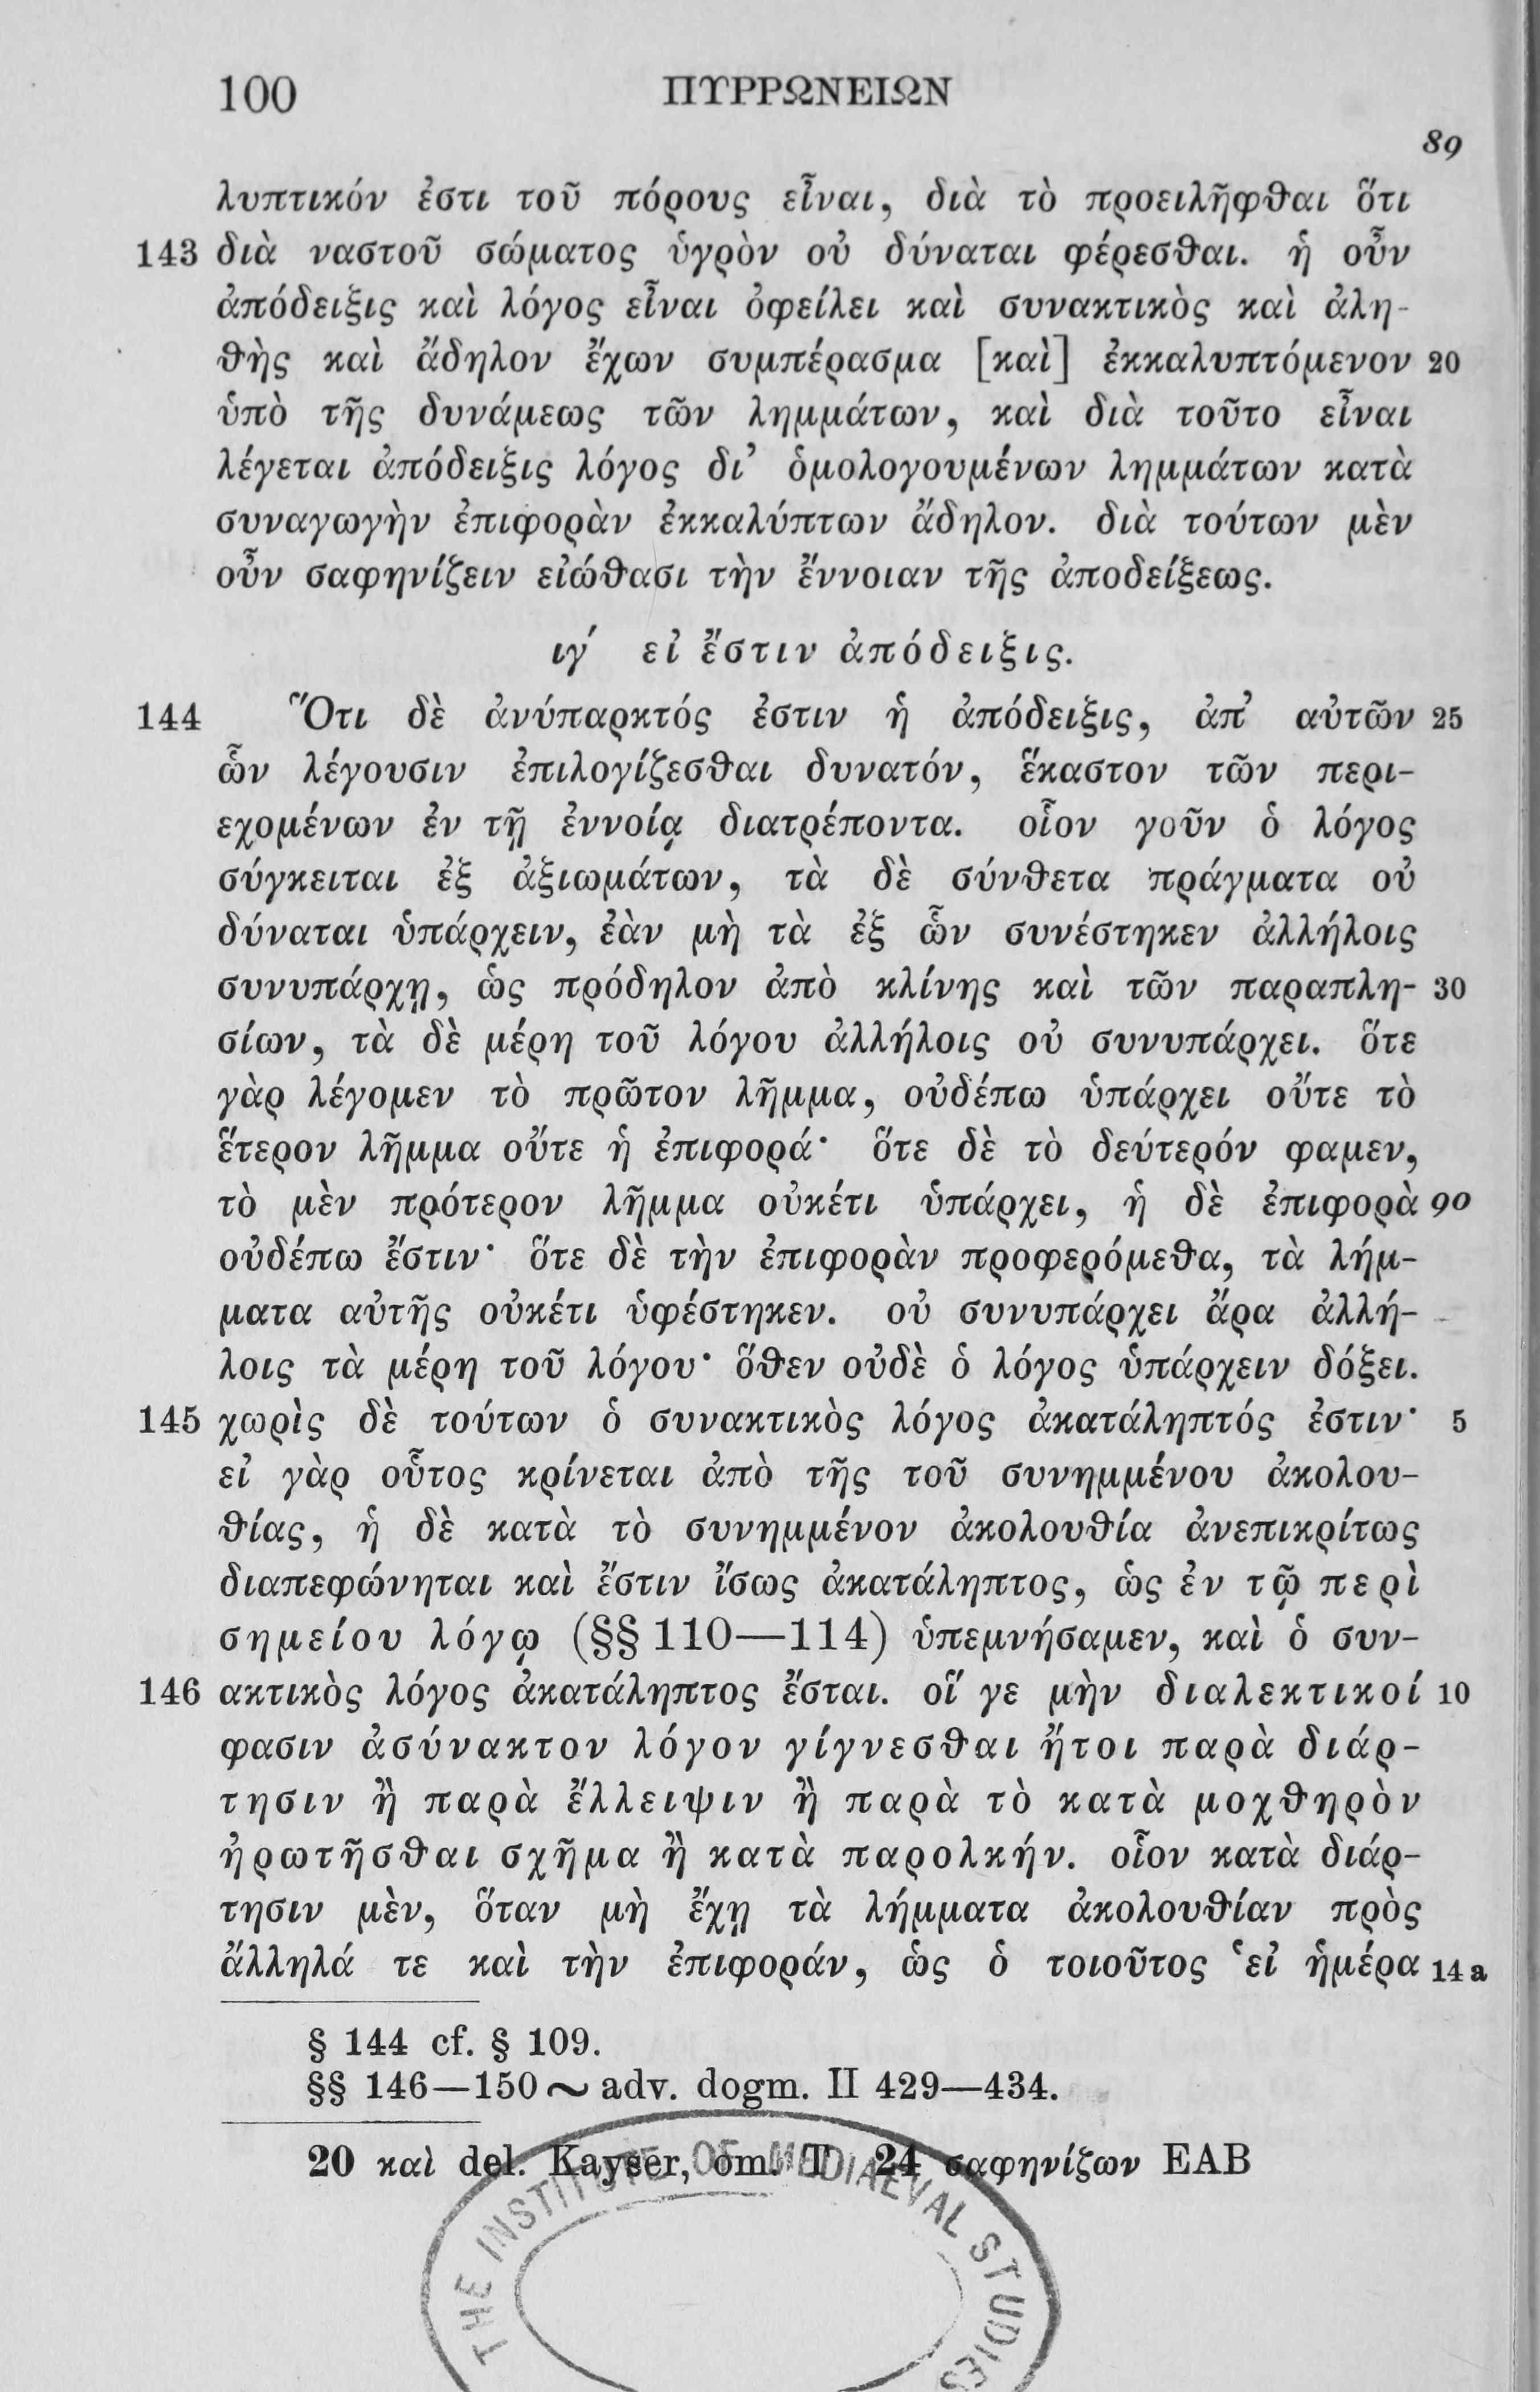 100 ΠΥΡΡΩΝΕΙΩΝ
89
λυπτικόν ἐστι τοῦ πόρους εἶναι, διὰ τὸ προειλῆφθαι ὅτι
143 διὰ ναστοῦ σώματος ὑγρὸν οὐ δύναται φέρεσθαι. ἡ οὖν
ἀπόδειξις καὶ λόγος εἶναι ὀφείλει καὶ συνακτικὸς καὶ ἀλη-
θὴς καὶ ἄδηλον ἔχων συμπέρασμα [καὶ] ἐκκαλυπτόμενον 20
ὑπὸ τῆς δυνάμεως τῶν λημμάτων, καὶ διὰ τοῦτο εἶναι
λέγεται ἀπόδειξις λόγος δι’ ὁμολογουμένων λημμάτων κατὰ
συναγωγὴν ἐπιφορὰν ἐκκαλύπτων ἄδηλον. διὰ τούτων μὲν
οὖν σαφηνίζειν εἰώθασι τὴν ἔννοιαν τῆς ἀποδείξεως.
ιγ′ εἰ ἔστιν ἀπόδειξις.
144 Ὅτι δὲ ἀνύπαρκτός ἐστιν ἡ ἀπόδειξις, ἀπ’ αὐτῶν 25
ὧν λέγουσιν ἐπιλογίζεσθαι δυνατόν, ἕκαστον τῶν περι-
εχομένων ἐν τῇ ἐννοίᾳ διατρέποντα. οἷον γοῦν ὁ λόγος
σύγκειται ἐξ ἀξιωμάτων, τὰ δὲ σύνθετα πράγματα οὐ
δύναται ὑπάρχειν, ἐὰν μὴ τὰ ἐξ ὧν συνέστηκεν ἀλλήλοις
συνυπάρχῃ, ὡς πρόδηλον ἀπὸ κλίνης καὶ τῶν παραπλη- 30
σίων, τὰ δὲ μέρη τοῦ λόγου ἀλλήλοις οὐ συνυπάρχει. ὅτε
γὰρ λέγομεν τὸ πρῶτον λῆμμα, οὐδέπω ὑπάρχει οὔτε τὸ
ἕτερον λῆμμα οὔτε ἡ ἐπιφορά· ὅτε δὲ τὸ δεύτερόν φαμεν,
τὸ μὲν πρότερον λῆμμα οὐκέτι ὑπάρχει, ἡ δὲ ἐπιφορὰ 90
οὐδέπω ἔστιν· ὅτε δὲ τὴν ἐπιφορὰν προφερόμεθα, τὰ λήμ-
ματα αὐτῆς οὐκέτι ὑφέστηκεν. οὐ συνυπάρχει ἄρα ἀλλή-
λοις τὰ μέρη τοῦ λόγου· ὅθεν οὐδὲ ὁ λόγος ὑπάρχειν δόξει.
145 χωρὶς δὲ τούτων ὁ συνακτικὸς λόγος ἀκατάληπτός ἐστιν· 5
εἰ γὰρ οὗτος κρίνεται ἀπὸ τῆς τοῦ συνημμένου ἀκολου-
θίας, ἡ δὲ κατὰ τὸ συνημμένον ἀκολουθία ἀνεπικρίτως
διαπεφώνηται καὶ ἔστιν ἴσως ἀκατάληπτος, ὡς ἐν τῷ περὶ
σημείου λόγῳ (§§ 110—114) ὑπεμνήσαμεν, καὶ ὁ συν-
146 ακτικὸς λόγος ἀκατάληπτος ἔσται. οἵ γε μὴν διαλεκτικοί 10
φασιν ἀσύνακτον λόγον γίγνεσθαι ἤτοι παρὰ διάρ-
τησιν ἢ παρὰ ἔλλειψιν ἢ παρὰ τὸ κατὰ μοχθηρὸν
ἠρωτῆσθαι σχῆμα ἢ κατὰ παρολκήν. οἷον κατὰ διάρ-
τησιν μὲν, ὅταν μὴ ἔχῃ τὰ λήμματα ἀκολουθίαν πρὸς
ἄλληλά τε καὶ τὴν ἐπιφοράν, ὡς ὁ τοιοῦτος ‘εἰ ἡμέρα 14a
§ 144 cf. § 109.
§§ 146—150 ~ adv. dogm. II 429—434.
20 καὶ del. Kayser, om. T 24 σαφηνίζων EAB
THE INSTITUTE OF MEDIAEVAL STUDIES